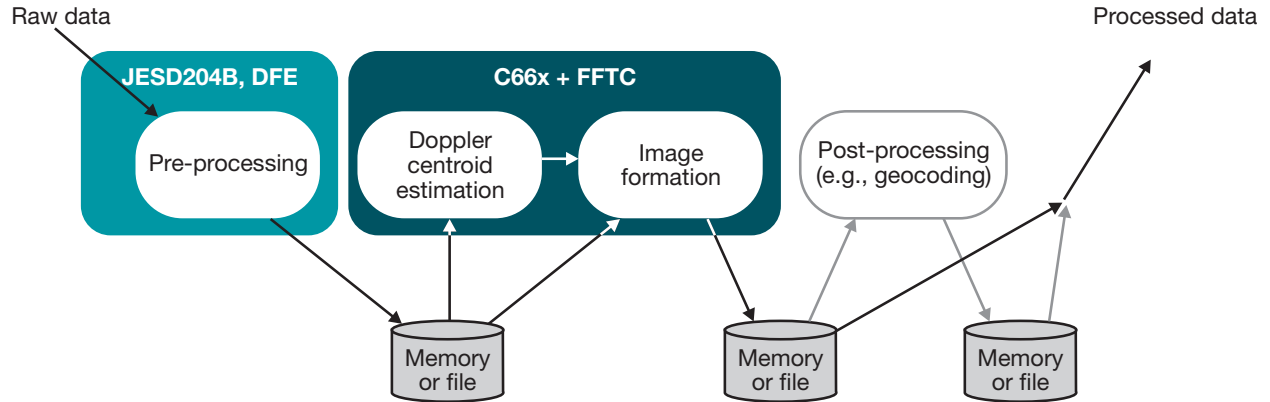 Raw data
Processed data
JESD204B, DFE
C66x + FFTC
Pre-processing
Doppler
centroid
estimation
Image
formation
Post-processing
(e.g., geocoding)
Memory
or file
Memory
or file
Memory
or file